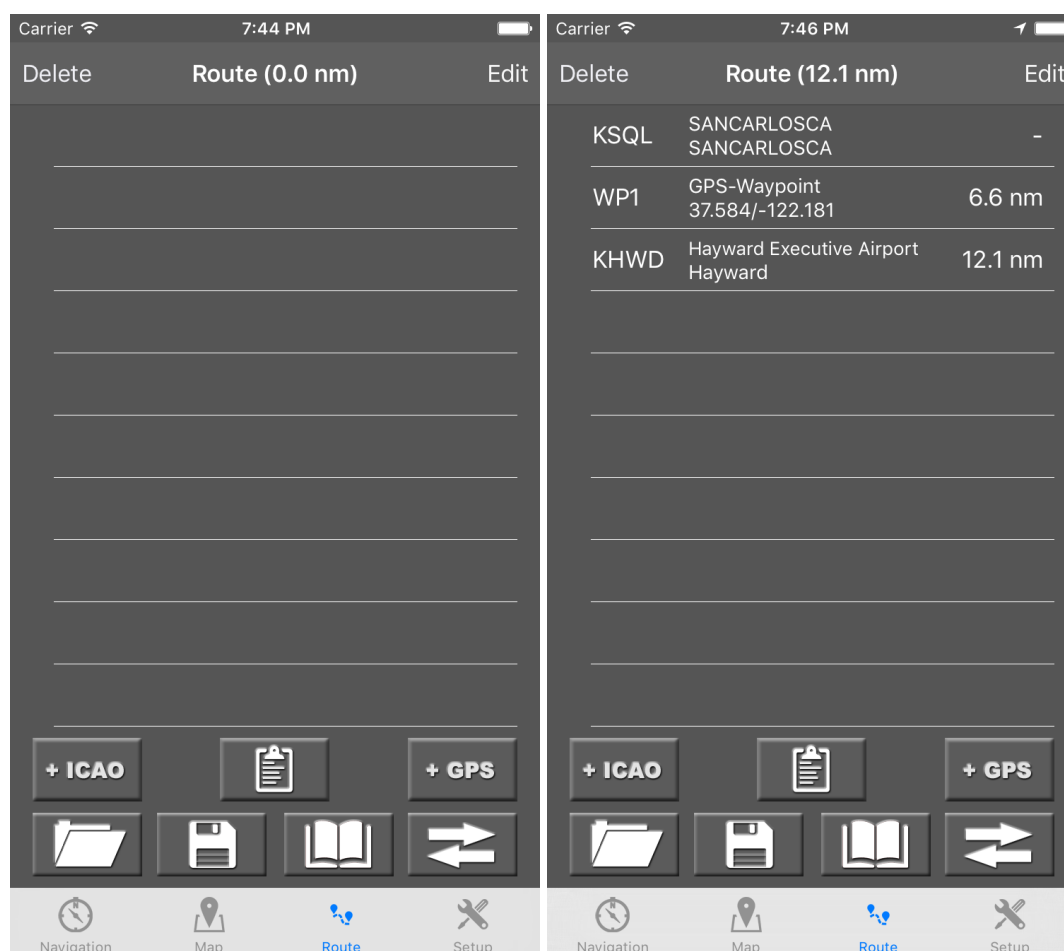 Carrier 7:44 PM
Delete Route (0.0 nm) Edit
+ ICAO + GPS
Navigation Map Route Setup
Carrier 7:46 PM
Delete Route (12.1 nm) Edit
KSQL SANCARLOSCA -
SANCARLOSCA
WP1 GPS-Waypoint 6.6 nm
37.584/-122.181
KHWD Hayward Executive Airport 12.1 nm
Hayward
+ ICAO + GPS
Navigation Map Route Setup